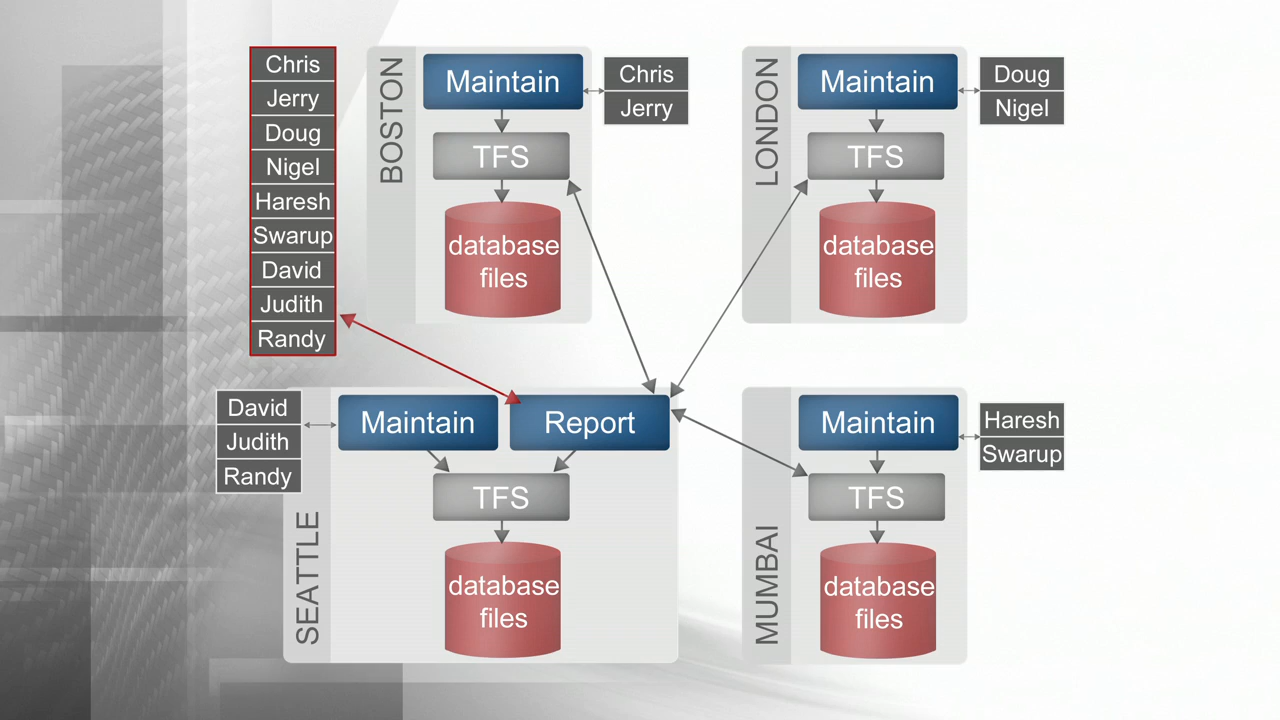 Chris
Jerry
Doug
Nigel
Haresh
Swarup
David
Judith
Randy
BOSTON
Maintain
TFS
database
files
Chris
Jerry
LONDON
Maintain
TFS
database
files
Doug
Nigel
David
Judith
Randy
SEATTLE
Maintain
Report
TFS
database
files
MUMBAI
Maintain
TFS
database
files
Haresh
Swarup